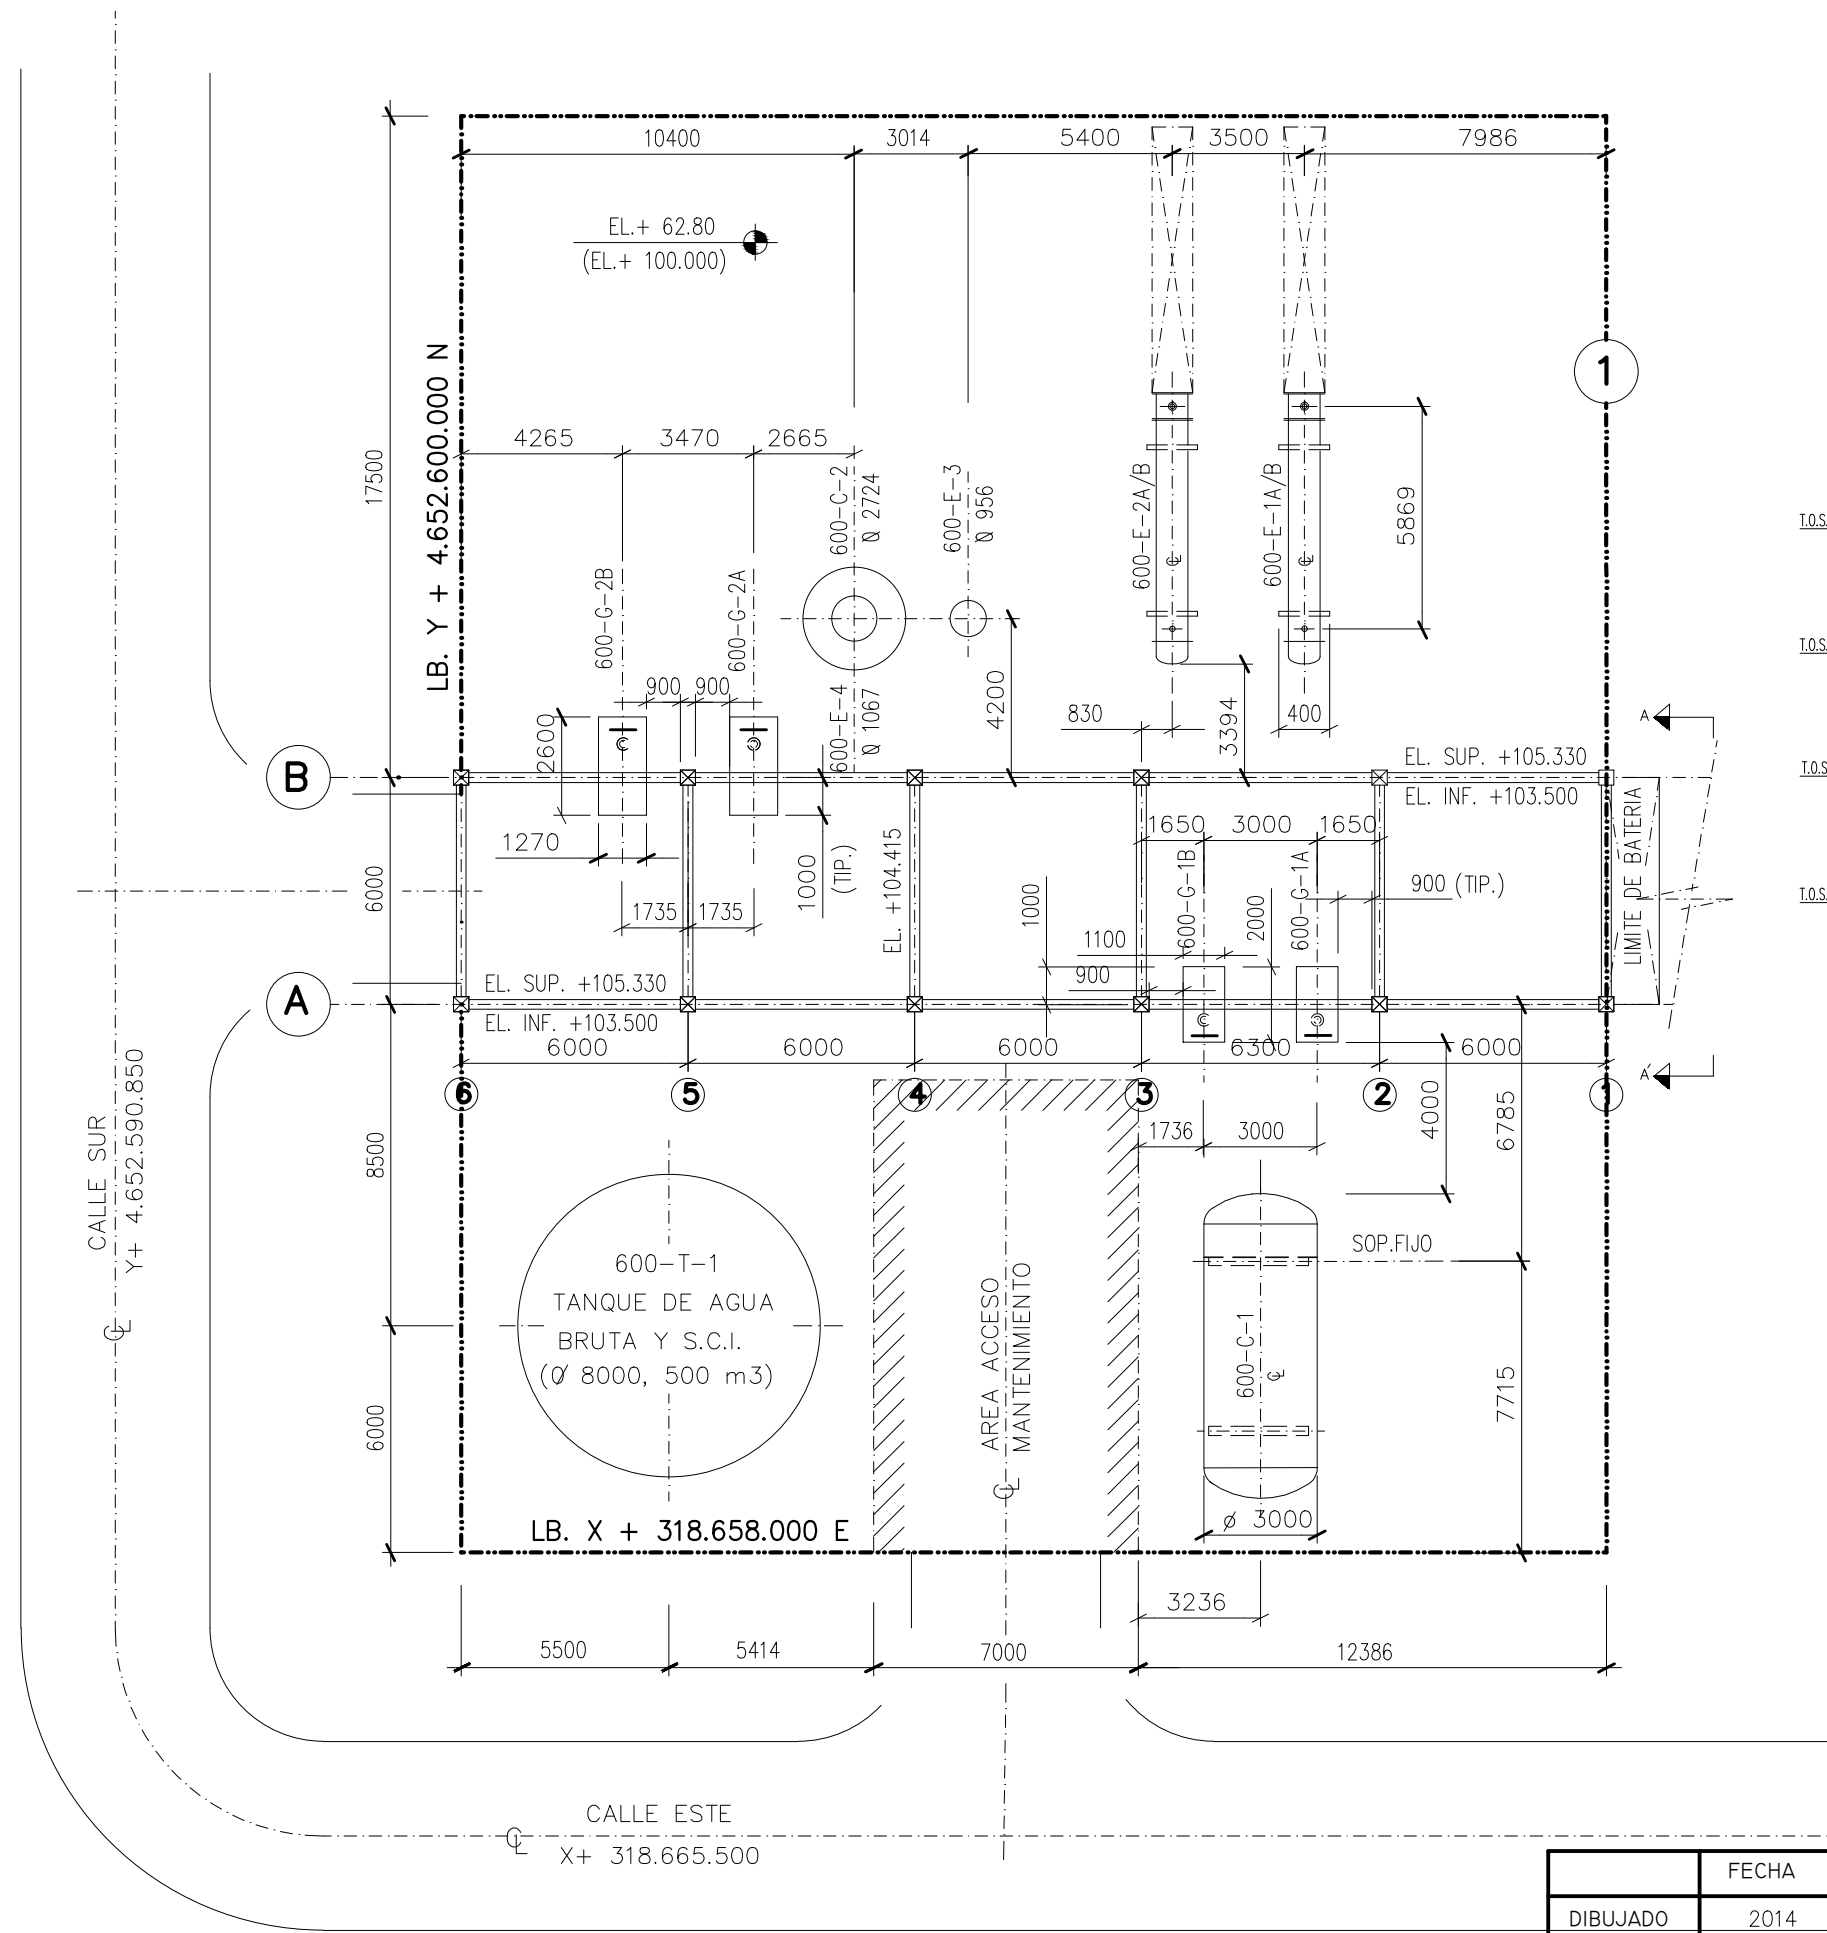 10400
3014
5400
3500
7986
EL.+ 62.80
(EL.+ 100.000)
LB. Y + 4.652.600.000 N
17500
1
4265
3470
2665
600-C-2
Ø 2724
600-E-3
Ø 956
600-E-2A/B
CL
600-E-1A/B
CL
5869
T.O.S.
T.O.S.
T.O.S.
T.O.S.
600-G-2B
600-G-2A
900
900
2600
600-E-4
Ø 1067
4200
830
3394
400
A
B
EL. SUP. +105.330
EL. INF. +103.500
LIMITE DE BATERIA
1270
1000
(TIP.)
EL. +104.415
1650
3000
1650
600-G-1B
600-G-1A
900 (TIP.)
6000
1735
1735
1000
1100
2000
900
A
EL. SUP. +105.330
EL. INF. +103.500
6000
6000
6000
6300
6000
A'
6
5
4
3
2
1
CALLE SUR
Y+ 4.652.590.850
CL
8500
1736
3000
4000
6785
SOP.FIJO
600-T-1
TANQUE DE AGUA
BRUTA Y S.C.I.
(Ø 8000, 500 m3)
AREA ACCESO
MANTENIMIENTO
CL
600-C-1
CL
7715
6000
LB. X + 318.658.000 E
Ø 3000
3236
5500
5414
7000
12386
CALLE ESTE
CL
X+ 318.665.500
FECHA
DIBUJADO
2014